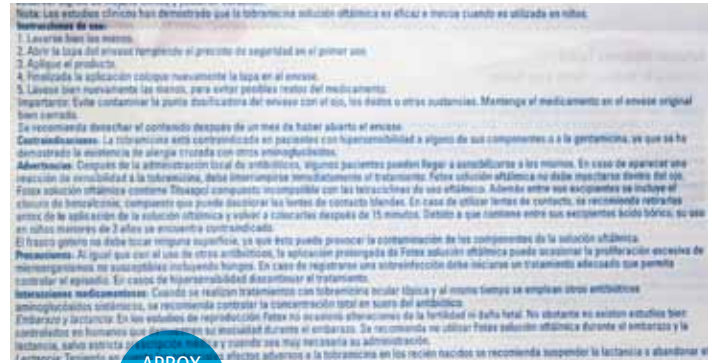 Nota: Los estudios clínicos han demostrado que la tobramicina solución oftálmica es eficaz e inocua cuando es utilizada en niños.
Instrucciones de uso:
1. Lavarse bien las manos.
2. Abrir la tapa del envase rompiendo el precinto de seguridad en el primer uso.
3. Aplique el producto.
4. Finalizada la aplicación coloque nuevamente la tapa en el envase.
5. Lávese bien nuevamente las manos, para evitar posibles restos del medicamento.
Importante: Evite contaminar la punta dosificadora del envase con el ojo, los dedos o otras sustancias. Mantenga el medicamento en el envase original
bien cerrado.
Se recomienda desechar el contenido después de un mes de haber abierto el envase.
Contraindicaciones: La tobramicina está contraindicada en pacientes con hipersensibilidad a alguno de sus componentes o a la gentamicina, ya que se ha
demostrado la existencia de alergia cruzada con otros aminoglucósidos.
Advertencias: Después de la administración local de antibióticos, algunos pacientes pueden llegar a sensibilizarse a los mismos. En caso de aparecer una
hipersensibilidad a la tobramicina, debe interrumpirse inmediatamente el tratamiento. Fotex solución oftálmica no debe inyectarse dentro del ojo.
Fotex solución oftálmica contiene Tiloxapol compuesto incompatible con las tetraciclinas de uso oftálmico. Además entre sus excipientes se incluye el
cloruro de benzalconio, compuesto que puede decolorar las lentes de contacto blandas. En caso de utilizar lentes de contacto, se recomienda retirarlas
antes de la aplicación de la solución oftálmica y volver a colocarlas después de 15 minutos. Debido a que contiene entre sus excipientes ácido bórico, su uso
en niños menores de 3 años se encuentra contraindicado.
El frasco gotero no debe tocar ninguna superficie, ya que ésto puede provocar la contaminación de los componentes de la solución oftálmica.
Precauciones: Al igual que con el uso de otros antibióticos, la aplicación prolongada de Fotex solución oftálmica puede ocasionar la proliferación excesiva de
microorganismos no susceptibles incluyendo hongos. En caso de registrarse una sobreinfección debe iniciarse un tratamiento adecuado que permita
controlar el episodio. En casos de hipersensibilidad discontinuar el tratamiento.
Interacciones medicamentosas: Cuando se realizan tratamientos con tobramicina ocular tópica y al mismo tiempo se emplean otros antibióticos
aminoglucósidos sistémicos, se recomienda controlar la concentración total en suero del antibiótico.
Embarazo y lactancia: En los estudios de reproducción Fotex no provocó alteraciones de la fertilidad ni daño fetal. No obstante no existen estudios bien
controlados en humanos que su inocuidad durante el embarazo. Se recomienda no utilizar Fotex solución oftálmica durante el embarazo y la
lactancia, salvo estricta médica y cuando sea muy necesaria su administración.
Lactancia: Teniendo efectos adversos a la tobramicina en los recién nacidos se recomienda suspender la lactancia o abandonar el
APPROX